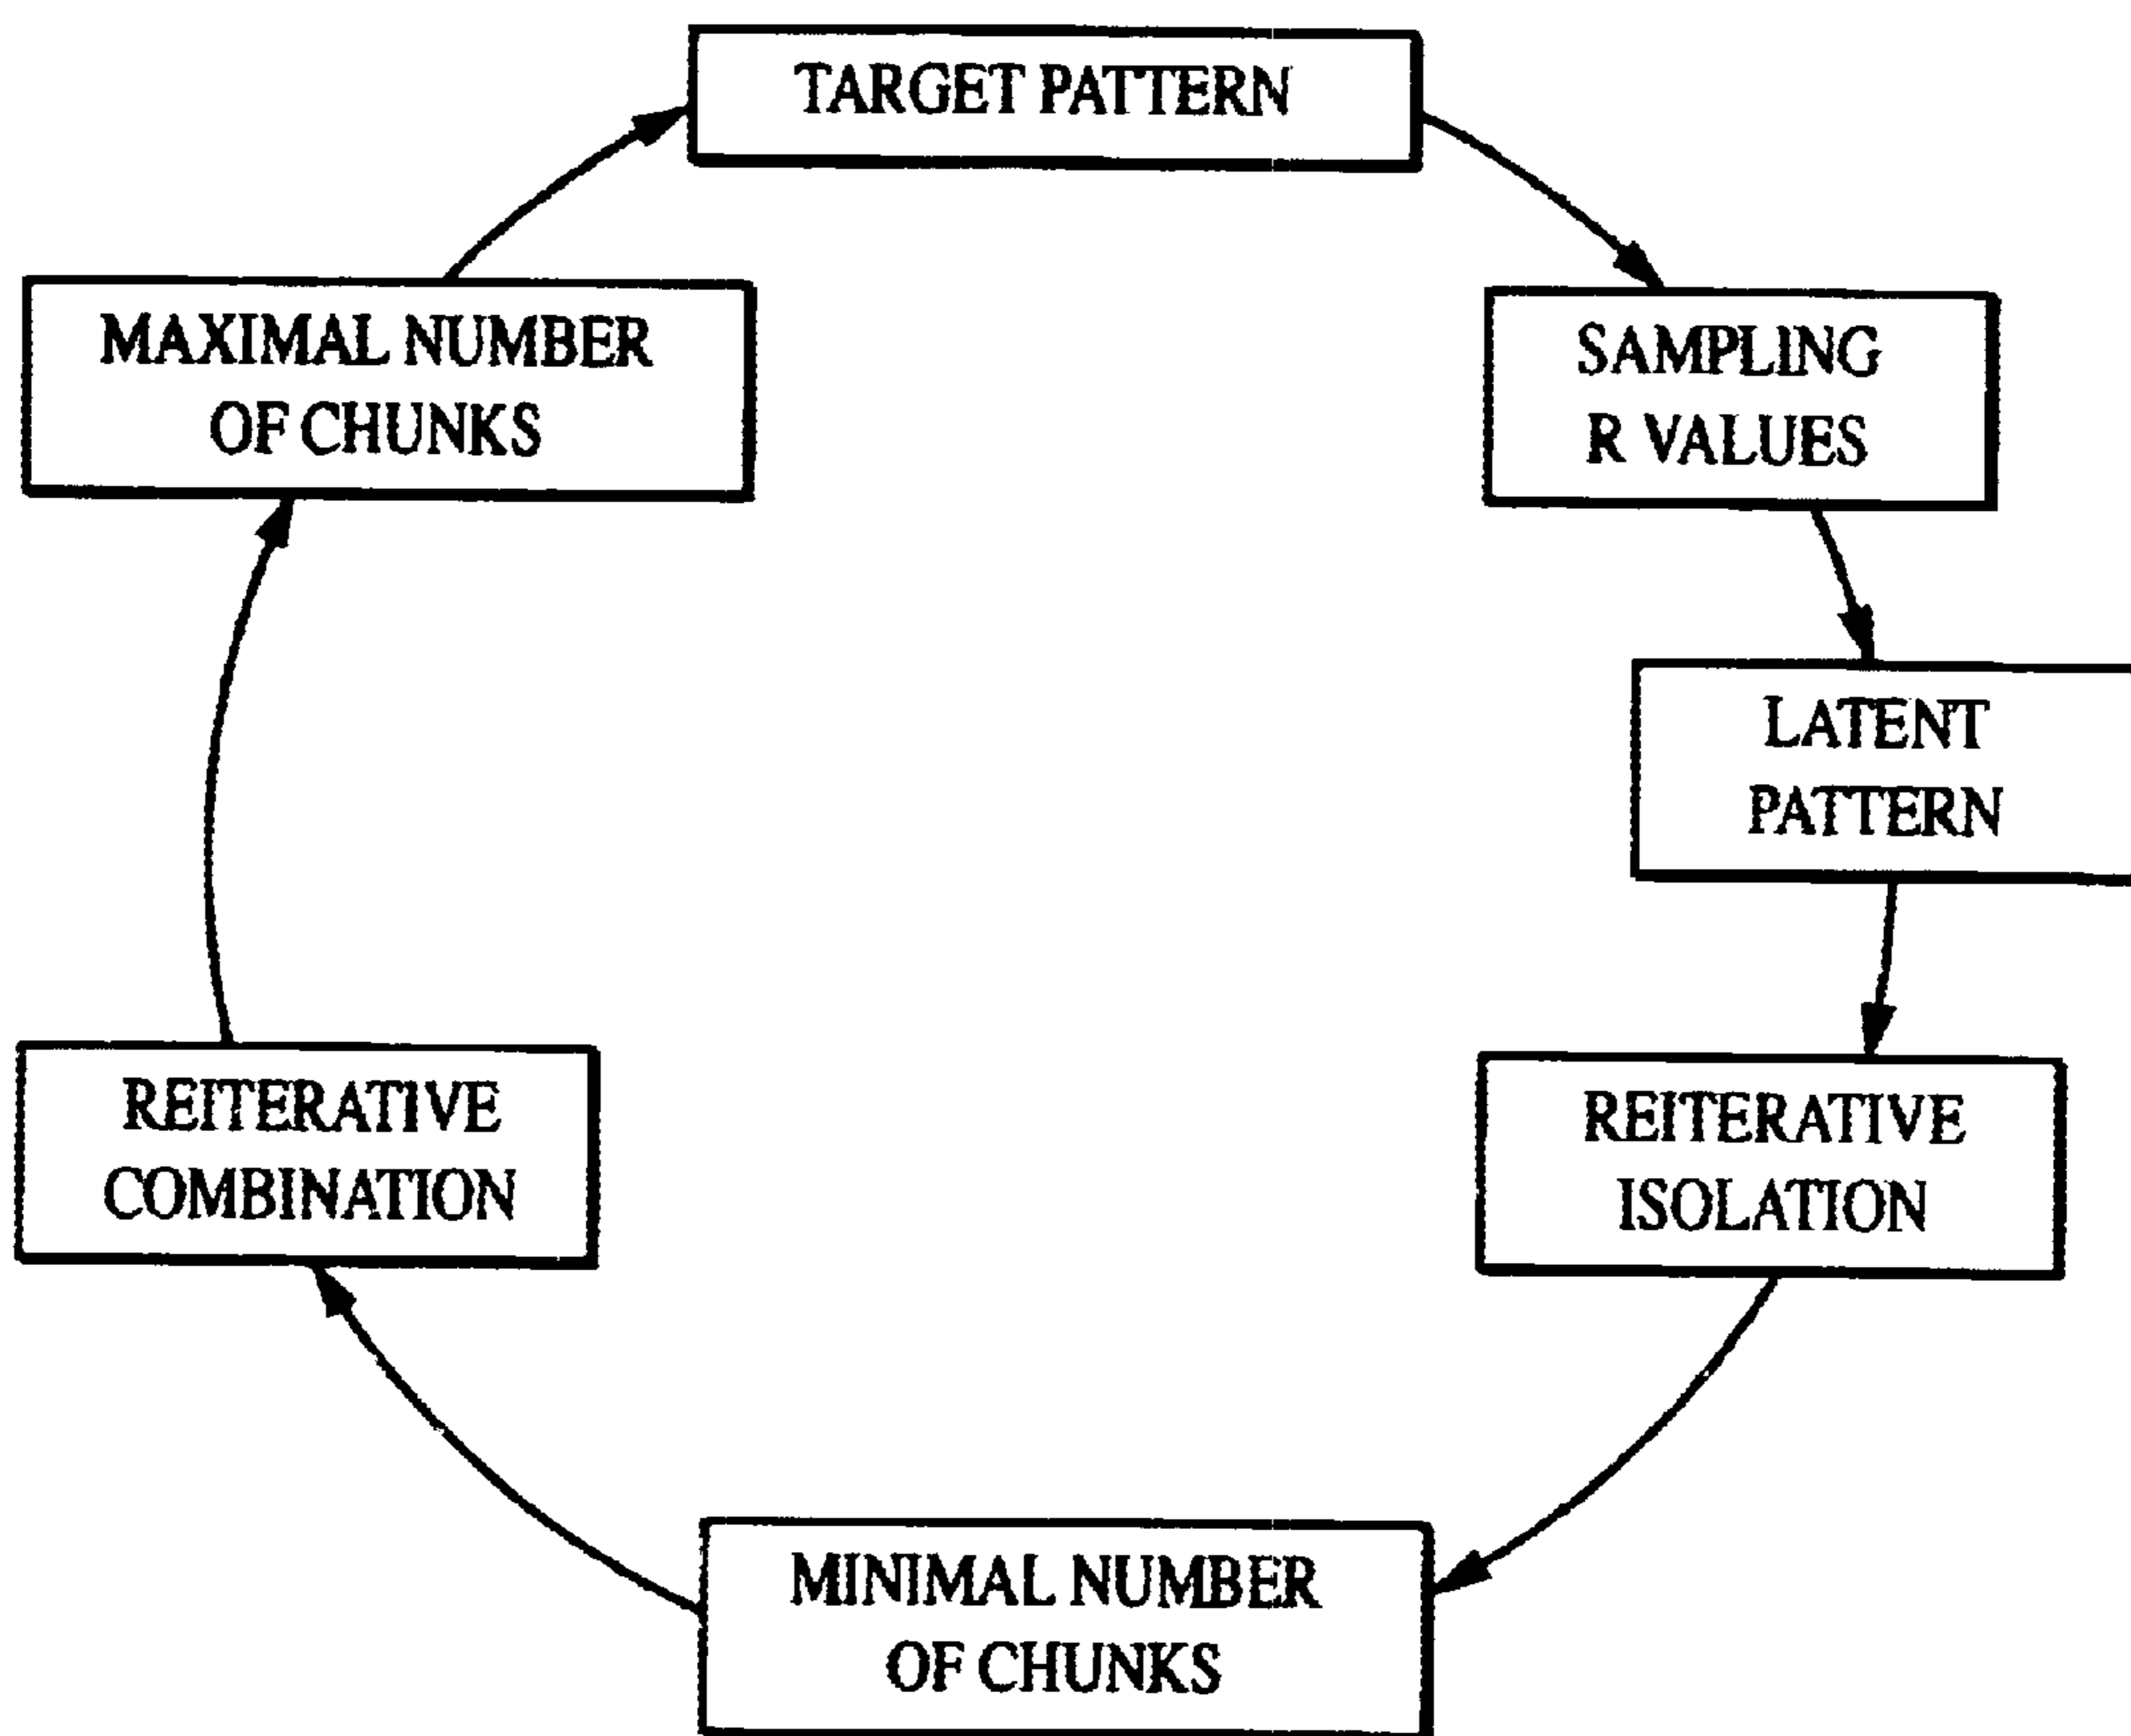 TARGET PATTERN
SAMPLING
R VALUES
LATENT
PATTERN
REITERATIVE
ISOLATION
MINIMAL NUMBER
OF CHUNKS
REITERATIVE
COMBINATION
MAXIMAL NUMBER
OF CHUNKS